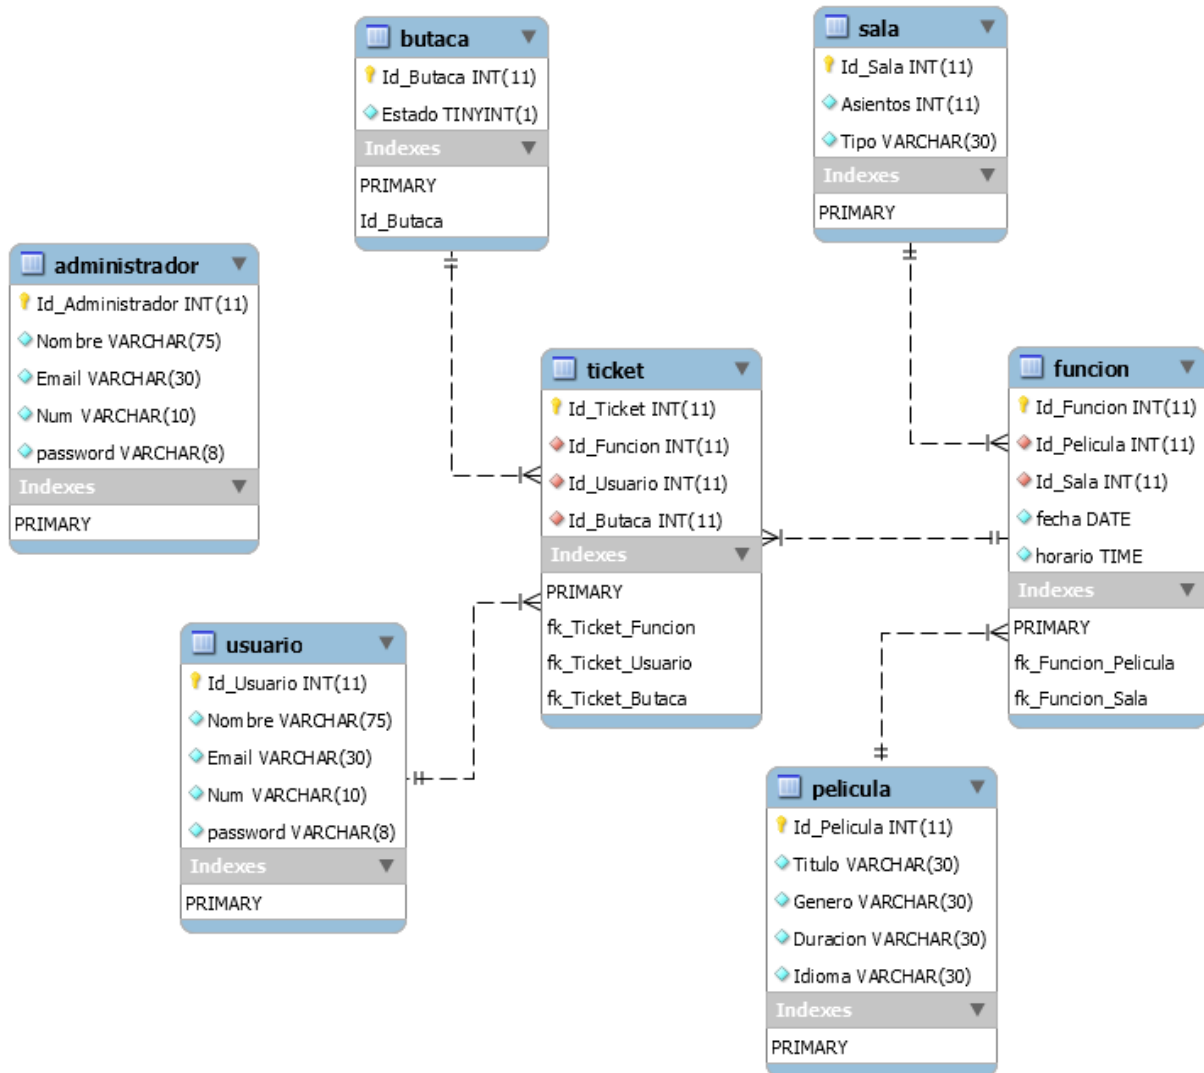 butaca
Id_Butaca INT(11)
Estado TINYINT(1)
Indexes
PRIMARY
Id_Butaca
sala
Id_Sala INT(11)
Asientos INT(11)
Tipo VARCHAR(30)
Indexes
PRIMARY
administrador
Id_Administrador INT(11)
Nombre VARCHAR(75)
Email VARCHAR(30)
Num VARCHAR(10)
password VARCHAR(8)
Indexes
PRIMARY
ticket
Id_Ticket INT(11)
Id_Funcion INT(11)
Id_Usuario INT(11)
Id_Butaca INT(11)
Indexes
PRIMARY
fk_Ticket_Funcion
fk_Ticket_Usuario
fk_Ticket_Butaca
funcion
Id_Funcion INT(11)
Id_Pelicula INT(11)
Id_Sala INT(11)
fecha DATE
horario TIME
Indexes
PRIMARY
fk_Funcion_Pelicula
fk_Funcion_Sala
usuario
Id_Usuario INT(11)
Nombre VARCHAR(75)
Email VARCHAR(30)
Num VARCHAR(10)
password VARCHAR(8)
Indexes
PRIMARY
pelicula
Id_Pelicula INT(11)
Titulo VARCHAR(30)
Genero VARCHAR(30)
Duracion VARCHAR(30)
Idioma VARCHAR(30)
Indexes
PRIMARY